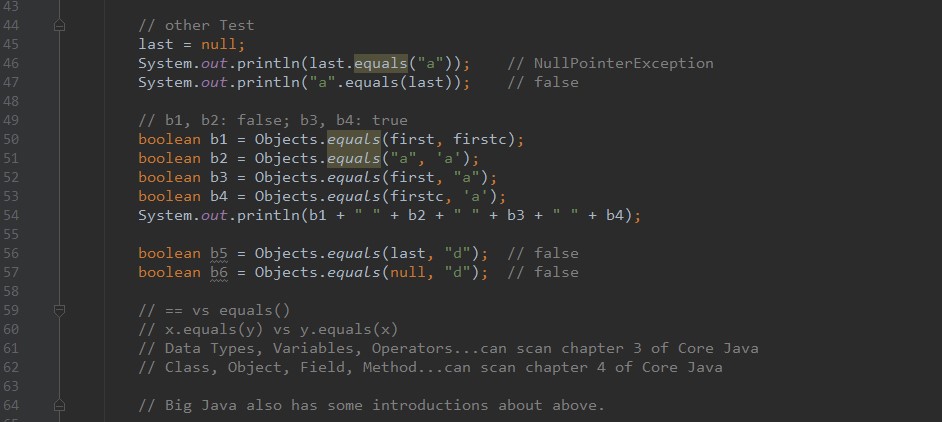 43
44 // other Test
45 last = null;
46 System.out.println(last.equals("a")); // NullPointerException
47 System.out.println("a".equals(last)); // false
48
49 // b1, b2: false; b3, b4: true
50 boolean b1 = Objects.equals(first, firstc);
51 boolean b2 = Objects.equals("a", 'a');
52 boolean b3 = Objects.equals(first, "a");
53 boolean b4 = Objects.equals(firstc, 'a');
54 System.out.println(b1 + " " + b2 + " " + b3 + " " + b4);
55
56 boolean b5 = Objects.equals(last, "d"); // false
57 boolean b6 = Objects.equals(null, "d"); // false
58
59 // == vs equals()
60 // x.equals(y) vs y.equals(x)
61 // Data Types, Variables, Operators...can scan chapter 3 of Core Java
62 // Class, Object, Field, Method...can scan chapter 4 of Core Java
63
64 // Big Java also has some introductions about above.